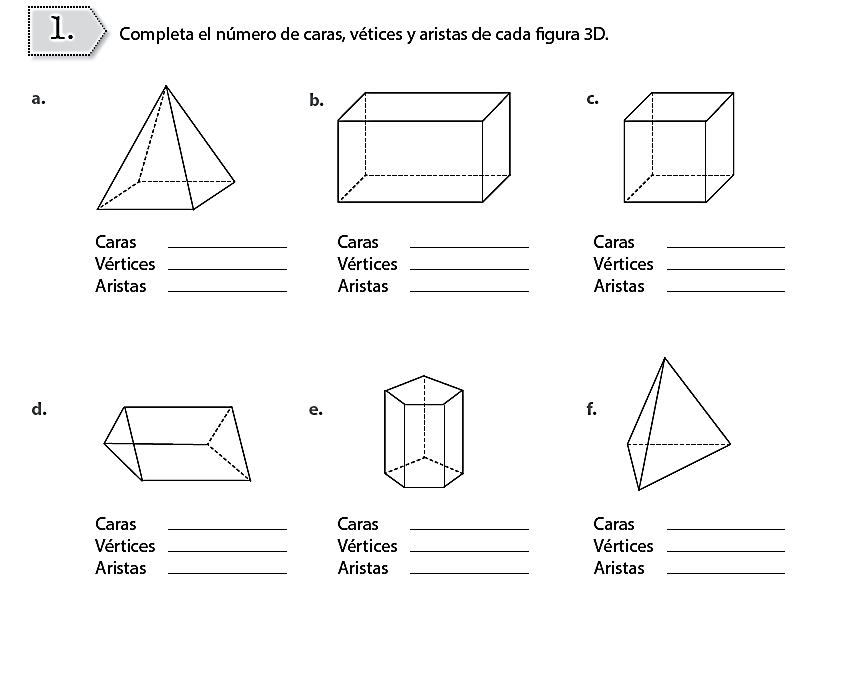 1. Completa el número de caras, vétices y aristas de cada figura 3D.
a. b. c.
Caras Caras Caras
Vértices Vértices Vértices
Aristas Aristas Aristas
d. e. f.
Caras Caras Caras
Vértices Vértices Vértices
Aristas Aristas Aristas